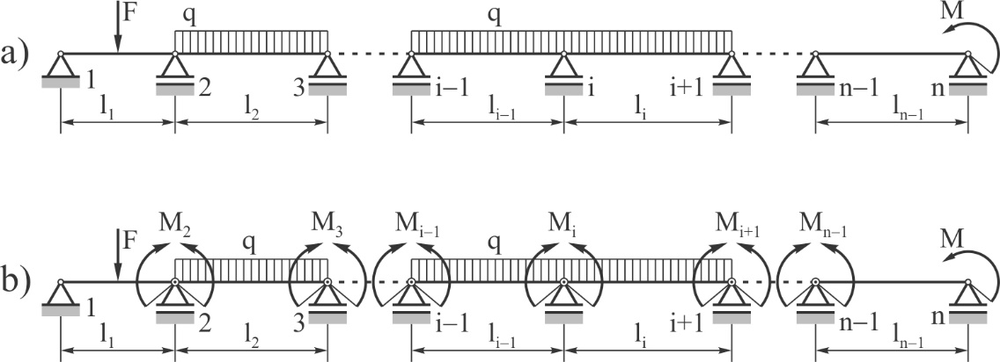 a) F q q M
1 2 3 i–1 i i+1 n–1 n
l₁ l₂ lᵢ₋₁ lᵢ lₙ₋₁
M₂ M₃ Mᵢ₋₁ Mᵢ Mᵢ₊₁ Mₙ₋₁ M
b) F q q
1 2 3 i–1 i i+1 n–1 n
l₁ l₂ lᵢ₋₁ lᵢ lₙ₋₁